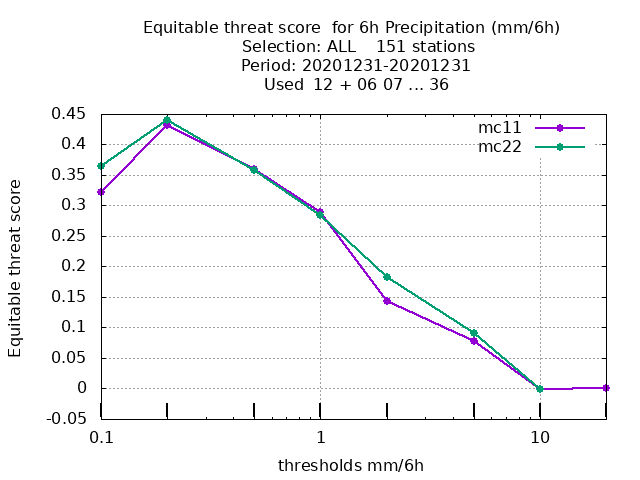 Equitable threat score  for 6h Precipitation (mm/6h)
Selection: ALL    151 stations
Period: 20201231-20201231
Used  12 + 06 07 ... 36
mc11
mc22
0.45
0.4
0.35
0.3
0.25
0.2
0.15
0.1
0.05
0
-0.05
Equitable threat score
0.1 1 10
thresholds mm/6h